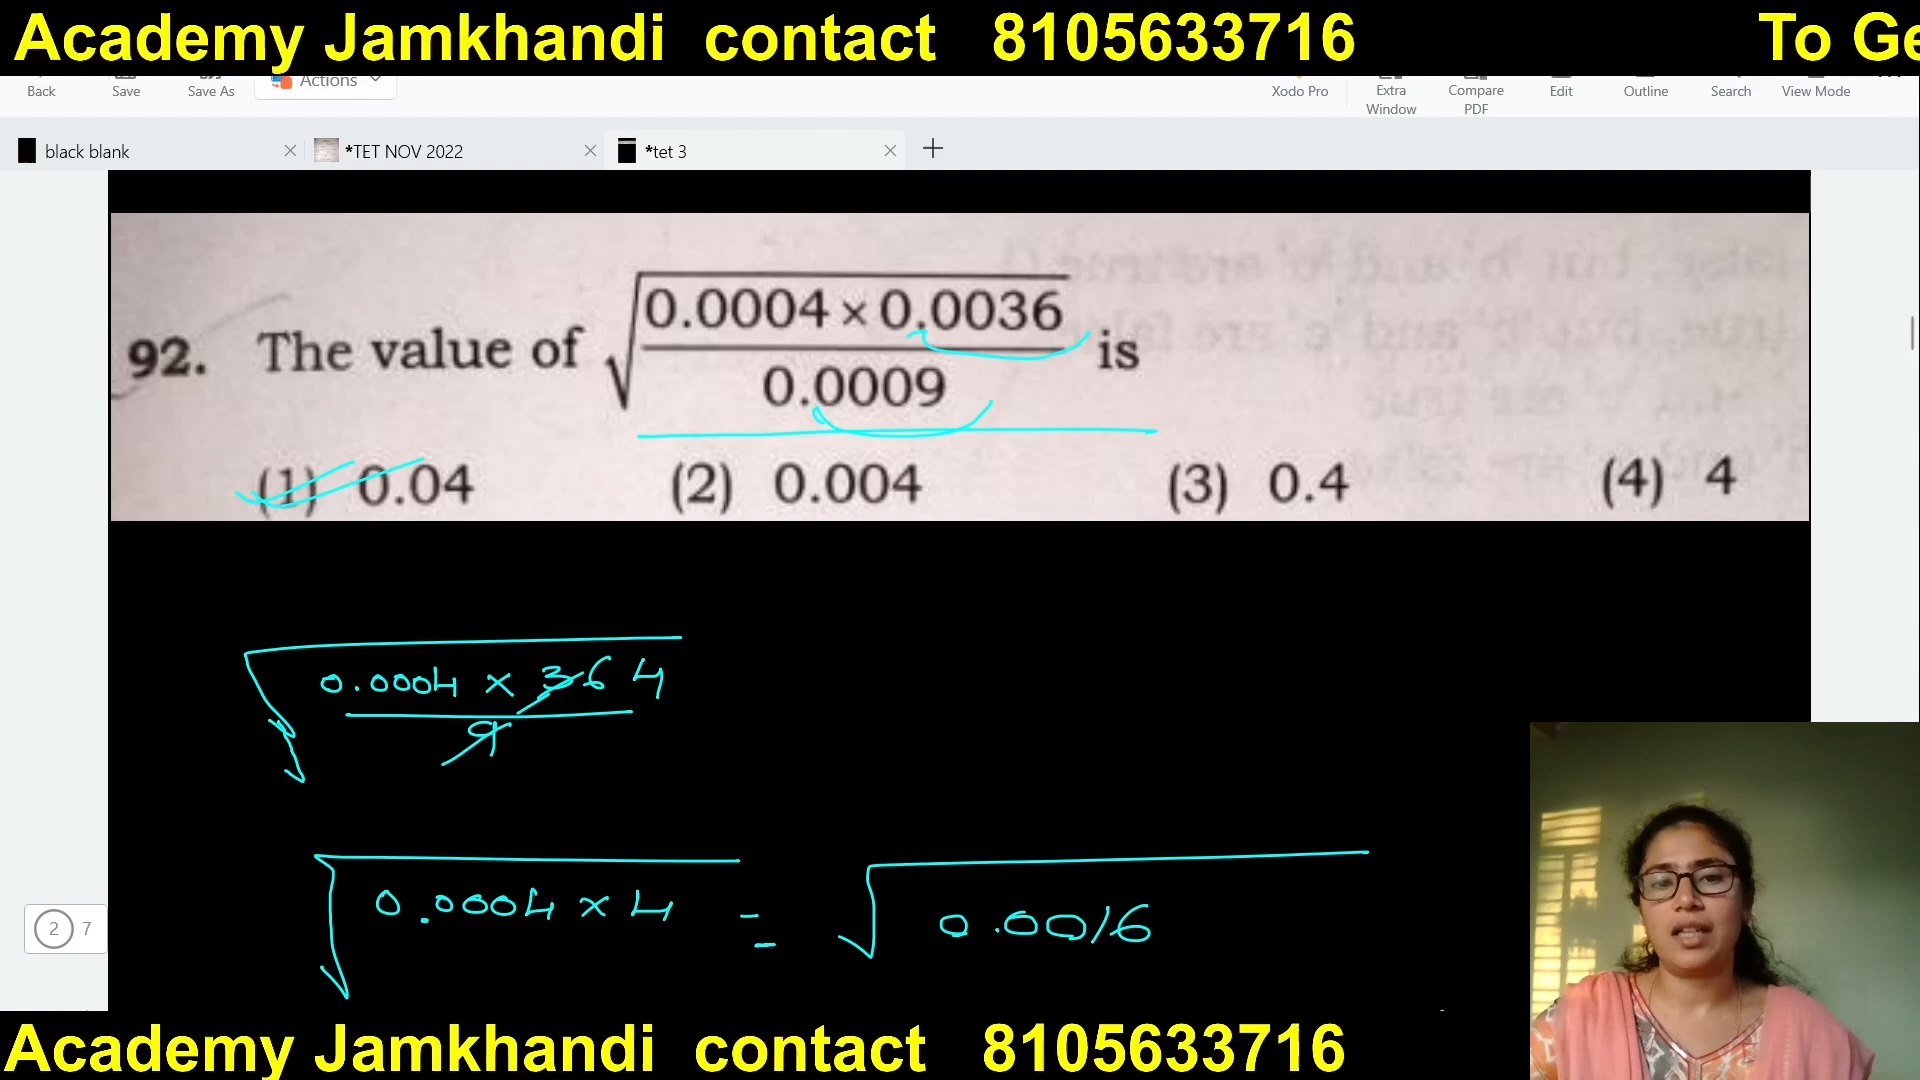 Academy Jamkhandi contact 8105633716 To Ge
Back Save Save As Actions Xodo Pro Extra Window Compare PDF Edit Outline Search View Mode
black blank *TET NOV 2022 *tet 3
92. The value of √ 0.0004 × 0.0036 / 0.0009 is
(1) 0.04 (2) 0.004 (3) 0.4 (4) 4
√ 0.0004 × 36 4
9
√ 0.0004 × 4 = √ 0.0016
2 7
Academy Jamkhandi contact 8105633716